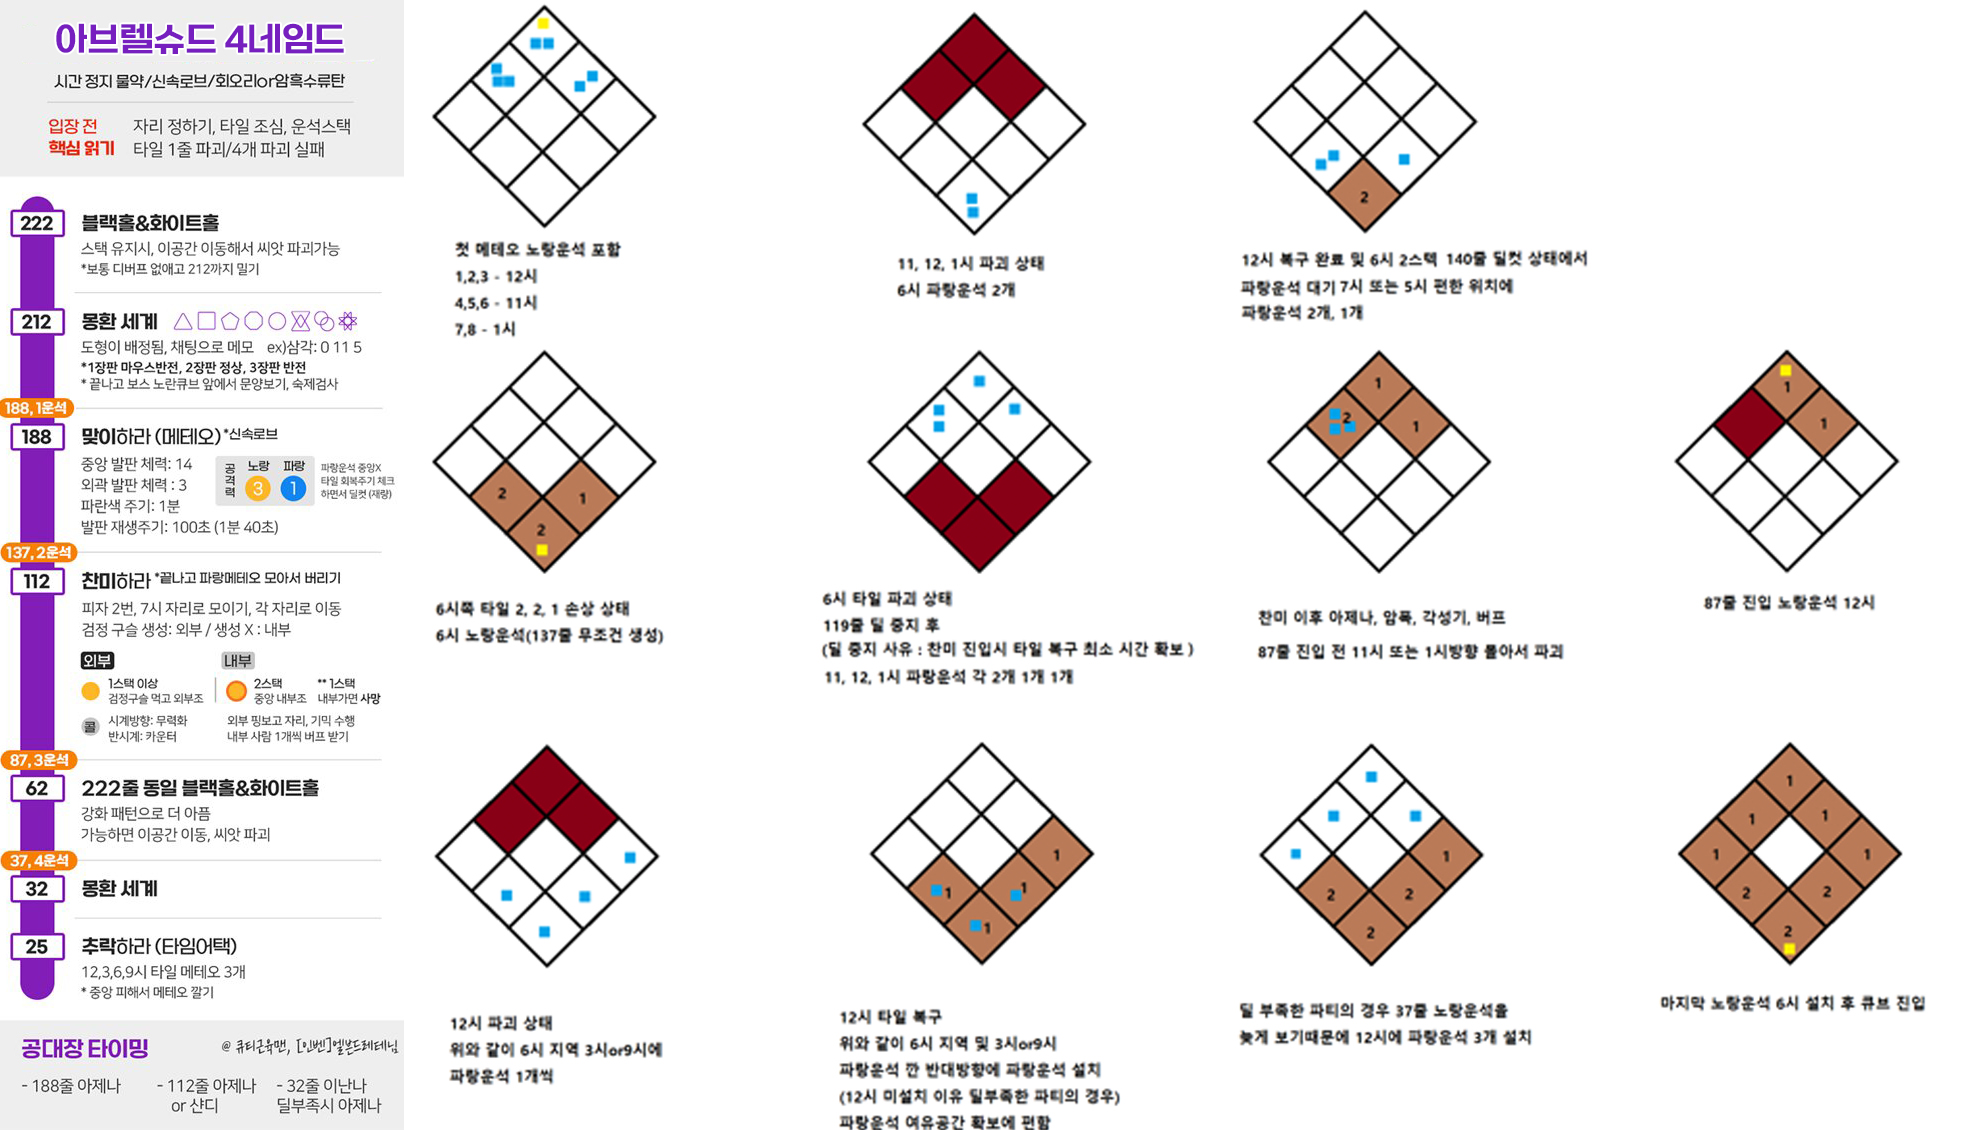 아브렐슈드 4네임드
시간 정지 물약/신속로브/회오리or암흑수류탄
입장 전
핵심 읽기
자리 정하기, 타일 조심, 운석스택
타일 1줄 파괴/4개 파괴 실패
222
블랙홀&화이트홀
스택 유지시, 이공간 이동해서 씨앗 파괴가능
*보통 디버프 없애고 212까지 밀기
212
몽환 세계
도형이 배정됨, 채팅으로 메모 ex)삼각: 0 11 5
*1장판 마우스반전, 2장판 정상, 3장판 반전
* 끝나고 보스 노란큐브 앞에서 문양보기, 숙제검사
188, 1운석
188
맞이하라 (메테오) *신속로브
중앙 발판 체력: 14
외곽 발판 체력 : 3
파란색 주기: 1분
발판 재생주기: 100초 (1분 40초)
공격력
노랑 파랑
3 1
파랑운석 중앙X
타일 회복주기 체크
하면서 딜컷 (재량)
137, 2운석
112
찬미하라 *끝나고 파랑메테오 모아서 버리기
피자 2번, 7시 자리로 모이기, 각 자리로 이동
검정 구슬 생성: 외부 / 생성 X : 내부
외부
1스택 이상
검정구슬 먹고 외부조
내부
2스택
중앙 내부조
** 1스택
내부가면 사망
콜
시계방향: 무력화
반시계: 카운터
외부 핑보고 자리, 기믹 수행
내부 사람 1개씩 버프 받기
87, 3운석
62
222줄 동일 블랙홀&화이트홀
강화 패턴으로 더 아픔
가능하면 이공간 이동, 씨앗 파괴
37, 4운석
32
몽환 세계
25
추락하라 (타임어택)
12,3,6,9시 타일 메테오 3개
* 중앙 피해서 메테오 깔기
공대장 타이밍
@ 큐티근육맨, [인벤]엘분드레테님
- 188줄 아제나
- 112줄 아제나
or 샨디
- 32줄 이난나
딜부족시 아제나
첫 메테오 노랑운석 포함
1,2,3 - 12시
4,5,6 - 11시
7,8 - 1시
11, 12, 1시 파괴 상태
6시 파랑운석 2개
2
12시 복구 완료 및 6시 2스택 140줄 딜컷 상태에서
파랑운석 대기 7시 또는 5시 편한 위치에
파랑운석 2개, 1개
2
1
2
6시쪽 타일 2, 2, 1 손상 상태
6시 노랑운석(137줄 무조건 생성)
6시 타일 파괴 상태
119줄 딜 중지 후
(딜 중지 사유 : 찬미 진입시 타일 복구 최소 시간 확보 )
11, 12, 1시 파랑운석 각 2개 1개 1개
1
2
1
찬미 이후 아제나, 암폭, 각성기, 버프
87줄 진입 전 11시 또는 1시방향 몰아서 파괴
1
1
87줄 진입 노랑운석 12시
12시 파괴 상태
위와 같이 6시 지역 3시or9시에
파랑운석 1개씩
1
1
1
1
12시 타일 복구
위와 같이 6시 지역 및 3시or9시
파랑운석 깐 반대방향에 파랑운석 설치
(12시 미설치 이유 딜부족한 파티의 경우)
파랑운석 여유공간 확보에 편함
1
2
2
2
딜 부족한 파티의 경우 37줄 노랑운석을
늦게 보기때문에 12시에 파랑운석 3개 설치
1
1
1
1
1
2
2
2
마지막 노랑운석 6시 설치 후 큐브 진입